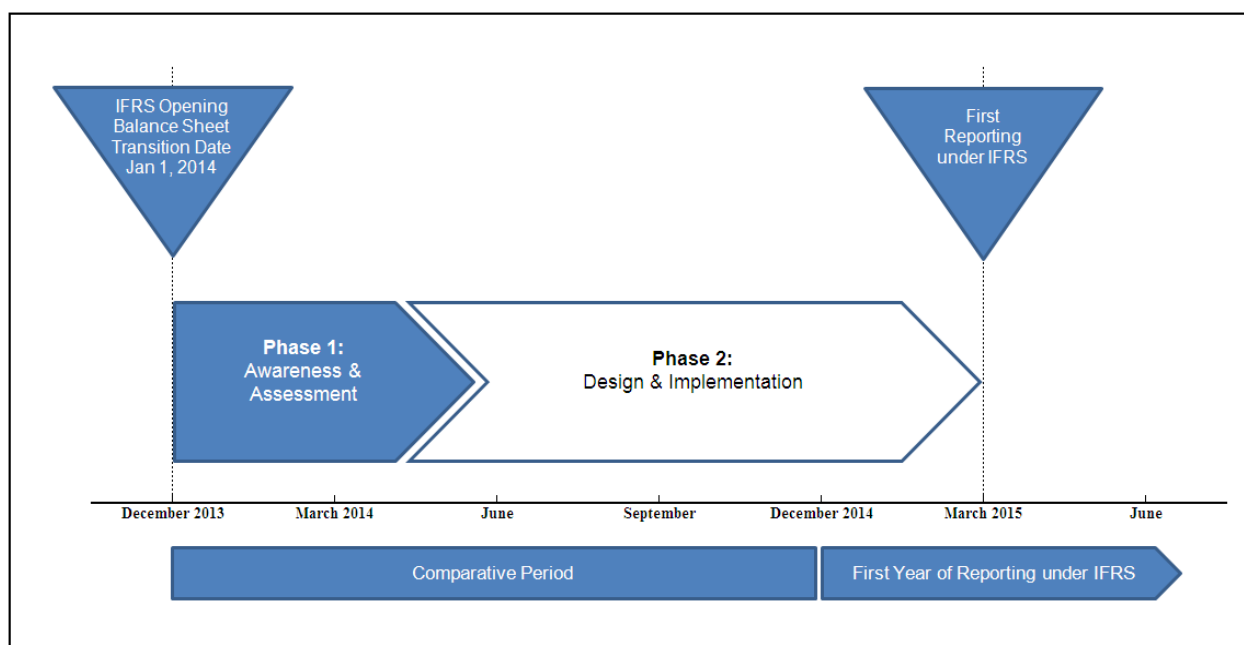 IFRS Opening
Balance Sheet
Transition Date
Jan 1, 2014
First
Reporting
under IFRS
Phase 1:
Awareness &
Assessment
Phase 2:
Design & Implementation
December 2013
March 2014
June
September
December 2014
March 2015
June
Comparative Period
First Year of Reporting under IFRS